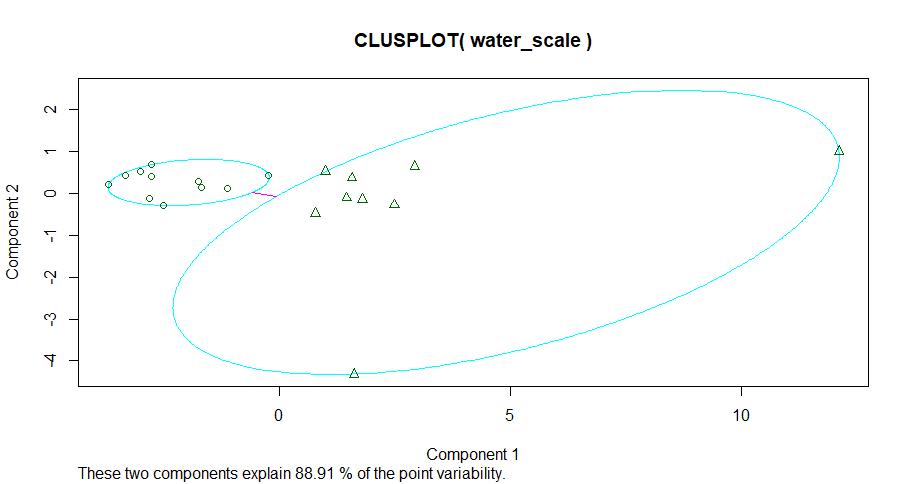 CLUSPLOT( water_scale )
Component 2
2
1
0
-1
-2
-3
-4
0 5 10
Component 1
These two components explain 88.91 % of the point variability.